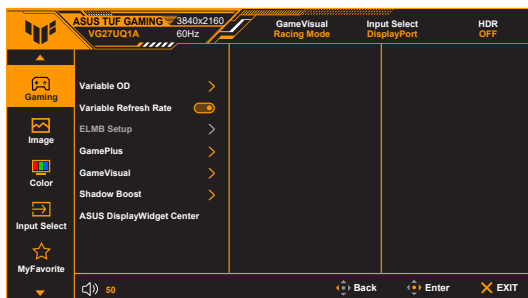 ASUS TUF GAMING 3840x2160
VG27UQ1A 60Hz
GameVisual
Racing Mode
Input Select
DisplayPort
HDR
OFF
Gaming
Image
Color
Input Select
MyFavorite
Variable OD
Variable Refresh Rate
ELMB Setup
GamePlus
GameVisual
Shadow Boost
ASUS DisplayWidget Center
50
Back
Enter
EXIT